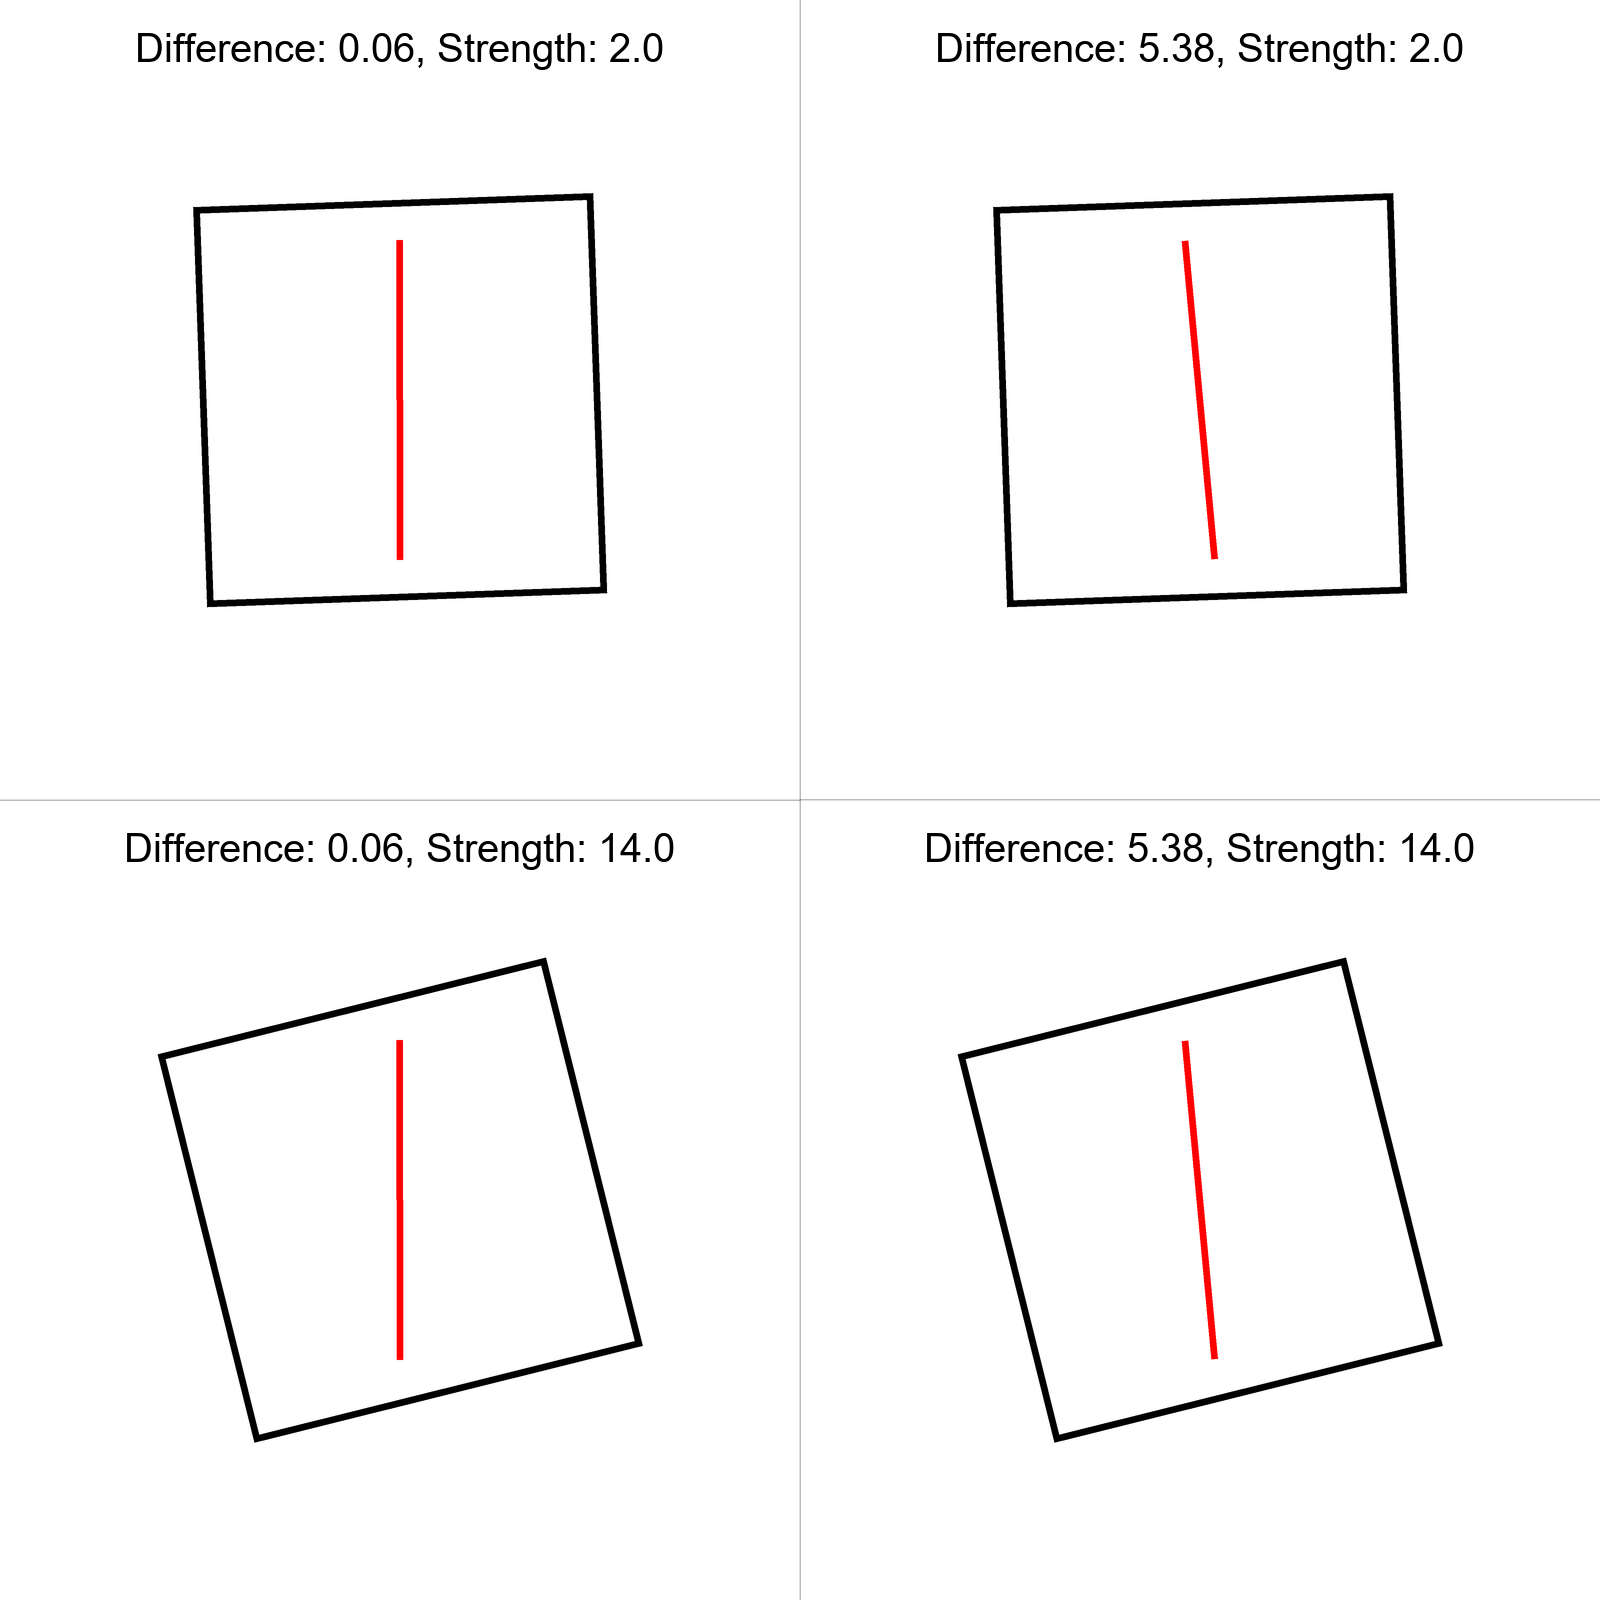 Difference: 0.06, Strength: 2.0
Difference: 5.38, Strength: 2.0
Difference: 0.06, Strength: 14.0
Difference: 5.38, Strength: 14.0